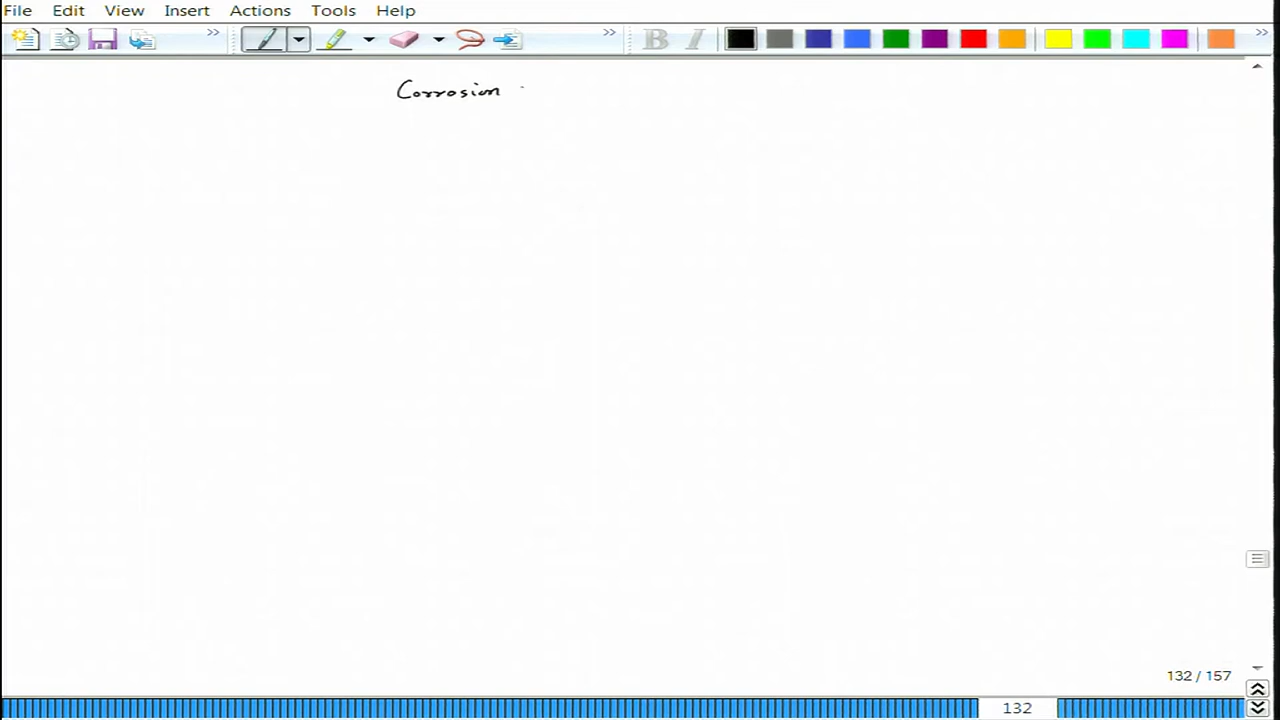 File Edit View Insert Actions Tools Help
B I
Corrosion
132 / 157
132